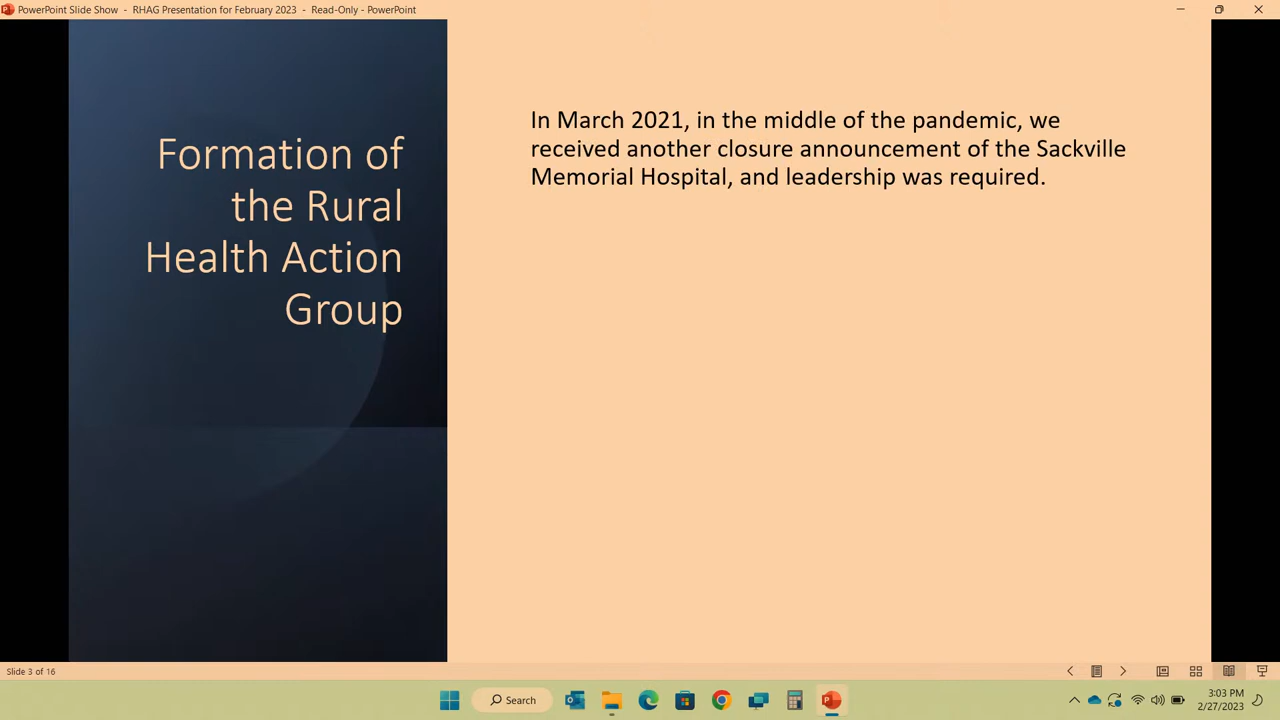 PowerPoint Slide Show - RHAG Presentation for February 2023 - Read-Only - PowerPoint
Formation of
the Rural
Health Action
Group
In March 2021, in the middle of the pandemic, we
received another closure announcement of the Sackville
Memorial Hospital, and leadership was required.
Slide 3 of 16
Search
3:03 PM
2/27/2023